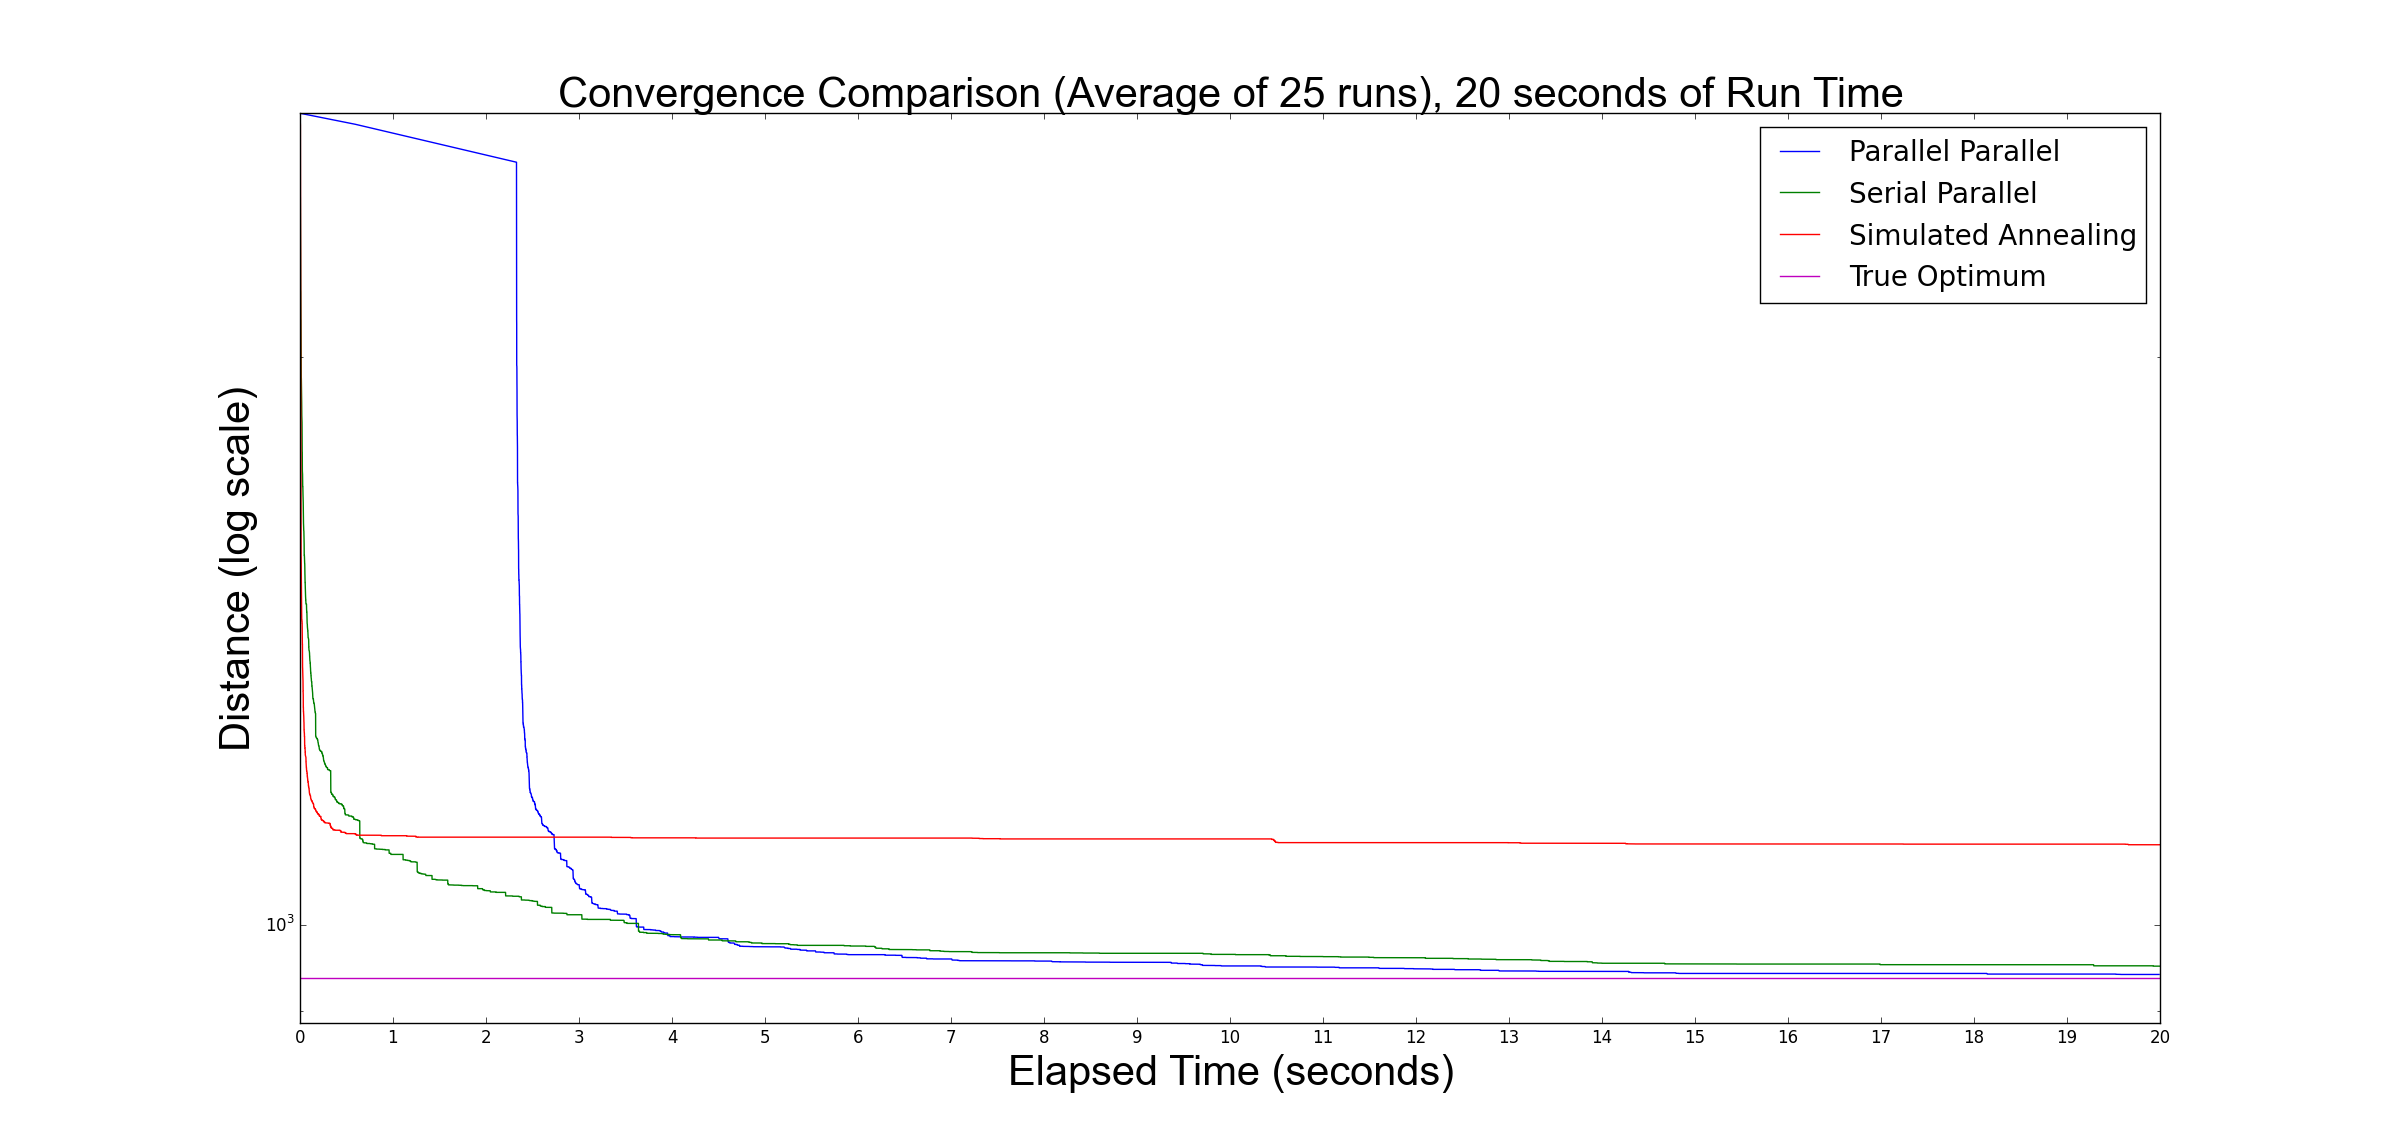 Convergence Comparison (Average of 25 runs), 20 seconds of Run Time
Parallel Parallel
Serial Parallel
Simulated Annealing
True Optimum
Distance (log scale)
10³
0 1 2 3 4 5 6 7 8 9 10 11 12 13 14 15 16 17 18 19 20
Elapsed Time (seconds)